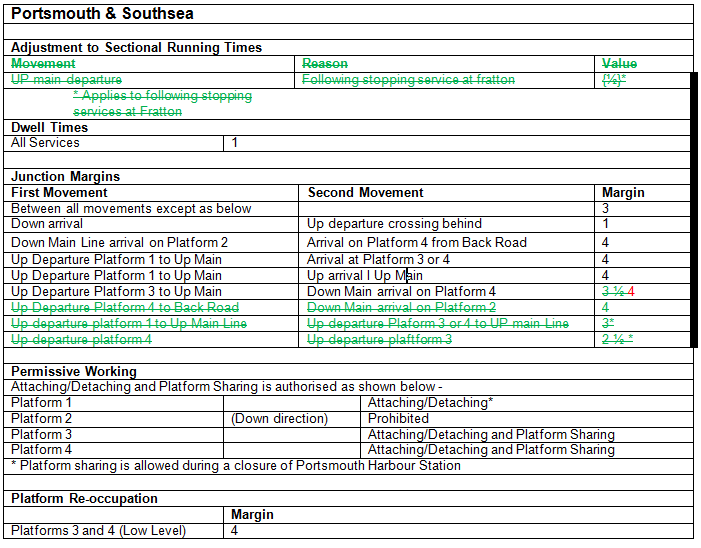 Portsmouth & Southsea
Adjustment to Sectional Running Times
Movement Reason Value
UP main departure Following stopping service at fratton {½}*
* Applies to following stopping
services at Fratton
Dwell Times
All Services 1
Junction Margins
First Movement Second Movement Margin
Between all movements except as below 3
Down arrival Up departure crossing behind 1
Down Main Line arrival on Platform 2 Arrival on Platform 4 from Back Road 4
Up Departure Platform 1 to Up Main Arrival at Platform 3 or 4 4
Up Departure Platform 1 to Up Main Up arrival l Up Main 4
Up Departure Platform 3 to Up Main Down Main arrival on Platform 4 3 ½ 4
Up Departure Platform 4 to Back Road Down Main arrival on Platform 2 4
Up departure platform 1 to Up Main Line Up departure Plaform 3 or 4 to UP main Line 3*
Up departure platform 4 Up departure plaftform 3 2 ½ *
Permissive Working
Attaching/Detaching and Platform Sharing is authorised as shown below -
Platform 1 Attaching/Detaching*
Platform 2 (Down direction) Prohibited
Platform 3 Attaching/Detaching and Platform Sharing
Platform 4 Attaching/Detaching and Platform Sharing
* Platform sharing is allowed during a closure of Portsmouth Harbour Station
Platform Re-occupation
Margin
Platforms 3 and 4 (Low Level) 4